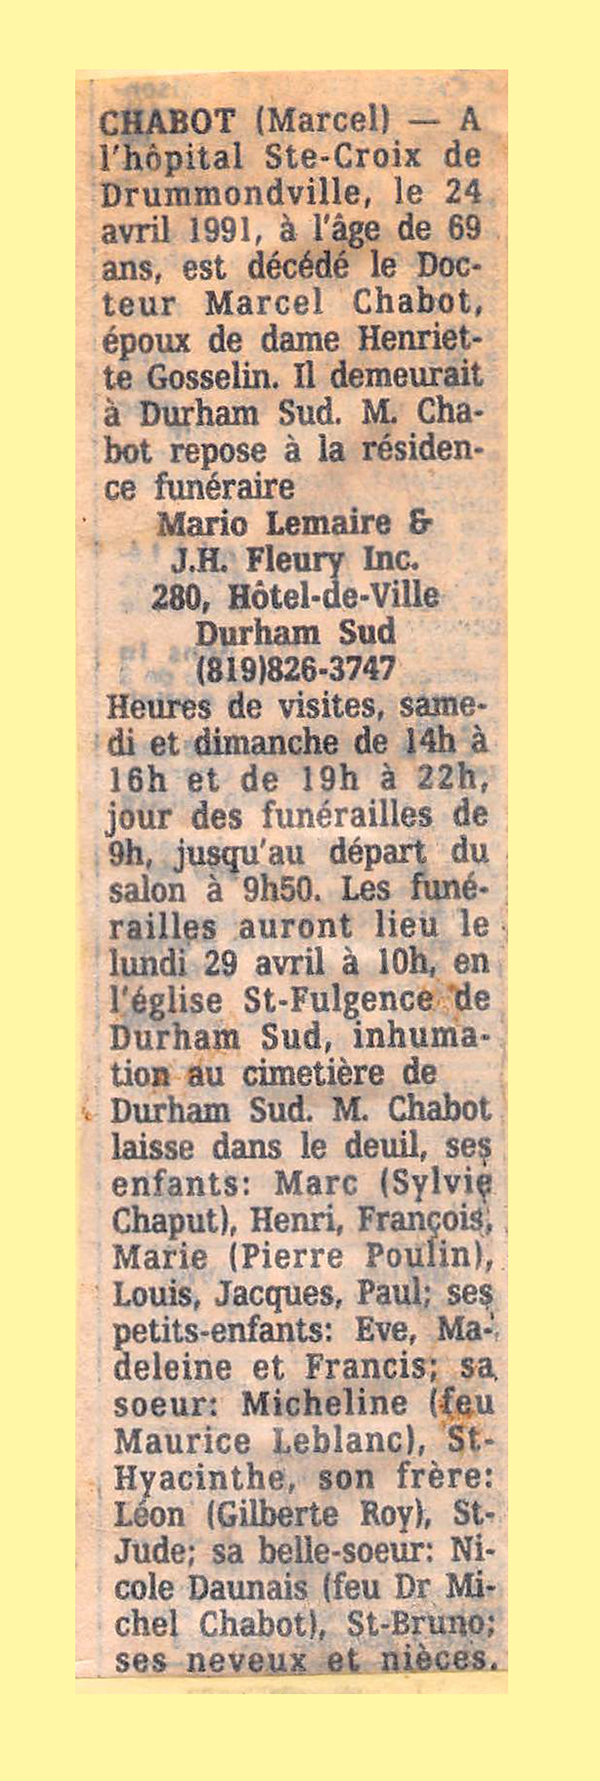 CHABOT (Marcel) — A
l'hôpital Ste-Croix de
Drummondville, le 24
avril 1991, à l'âge de 69
ans, est décédé le Doc-
teur Marcel Chabot,
époux de dame Henriet-
te Gosselin. Il demeurait
à Durham Sud. M. Cha-
bot repose à la résiden-
ce funéraire
Mario Lemaire &
J.H. Fleury Inc.
280, Hôtel-de-Ville
Durham Sud
(819)826-3747
Heures de visites, same-
di et dimanche de 14h à
16h et de 19h à 22h,
jour des funérailles de
9h, jusqu'au départ du
salon à 9h50. Les funé-
railles auront lieu le
lundi 29 avril à 10h, en
l'église St-Fulgence de
Durham Sud, inhuma-
tion au cimetière de
Durham Sud. M. Chabot
laisse dans le deuil, ses
enfants: Marc (Sylvie
Chaput), Henri, François,
Marie (Pierre Poulin),
Louis, Jacques, Paul; ses
petits-enfants: Eve, Ma-
deleine et Francis; sa
soeur: Micheline (feu
Maurice Leblanc), St-
Hyacinthe, son frère:
Léon (Gilberte Roy), St-
Jude; sa belle-soeur: Ni-
cole Daunais (feu Dr Mi-
chel Chabot), St-Bruno;
ses neveux et nièces.